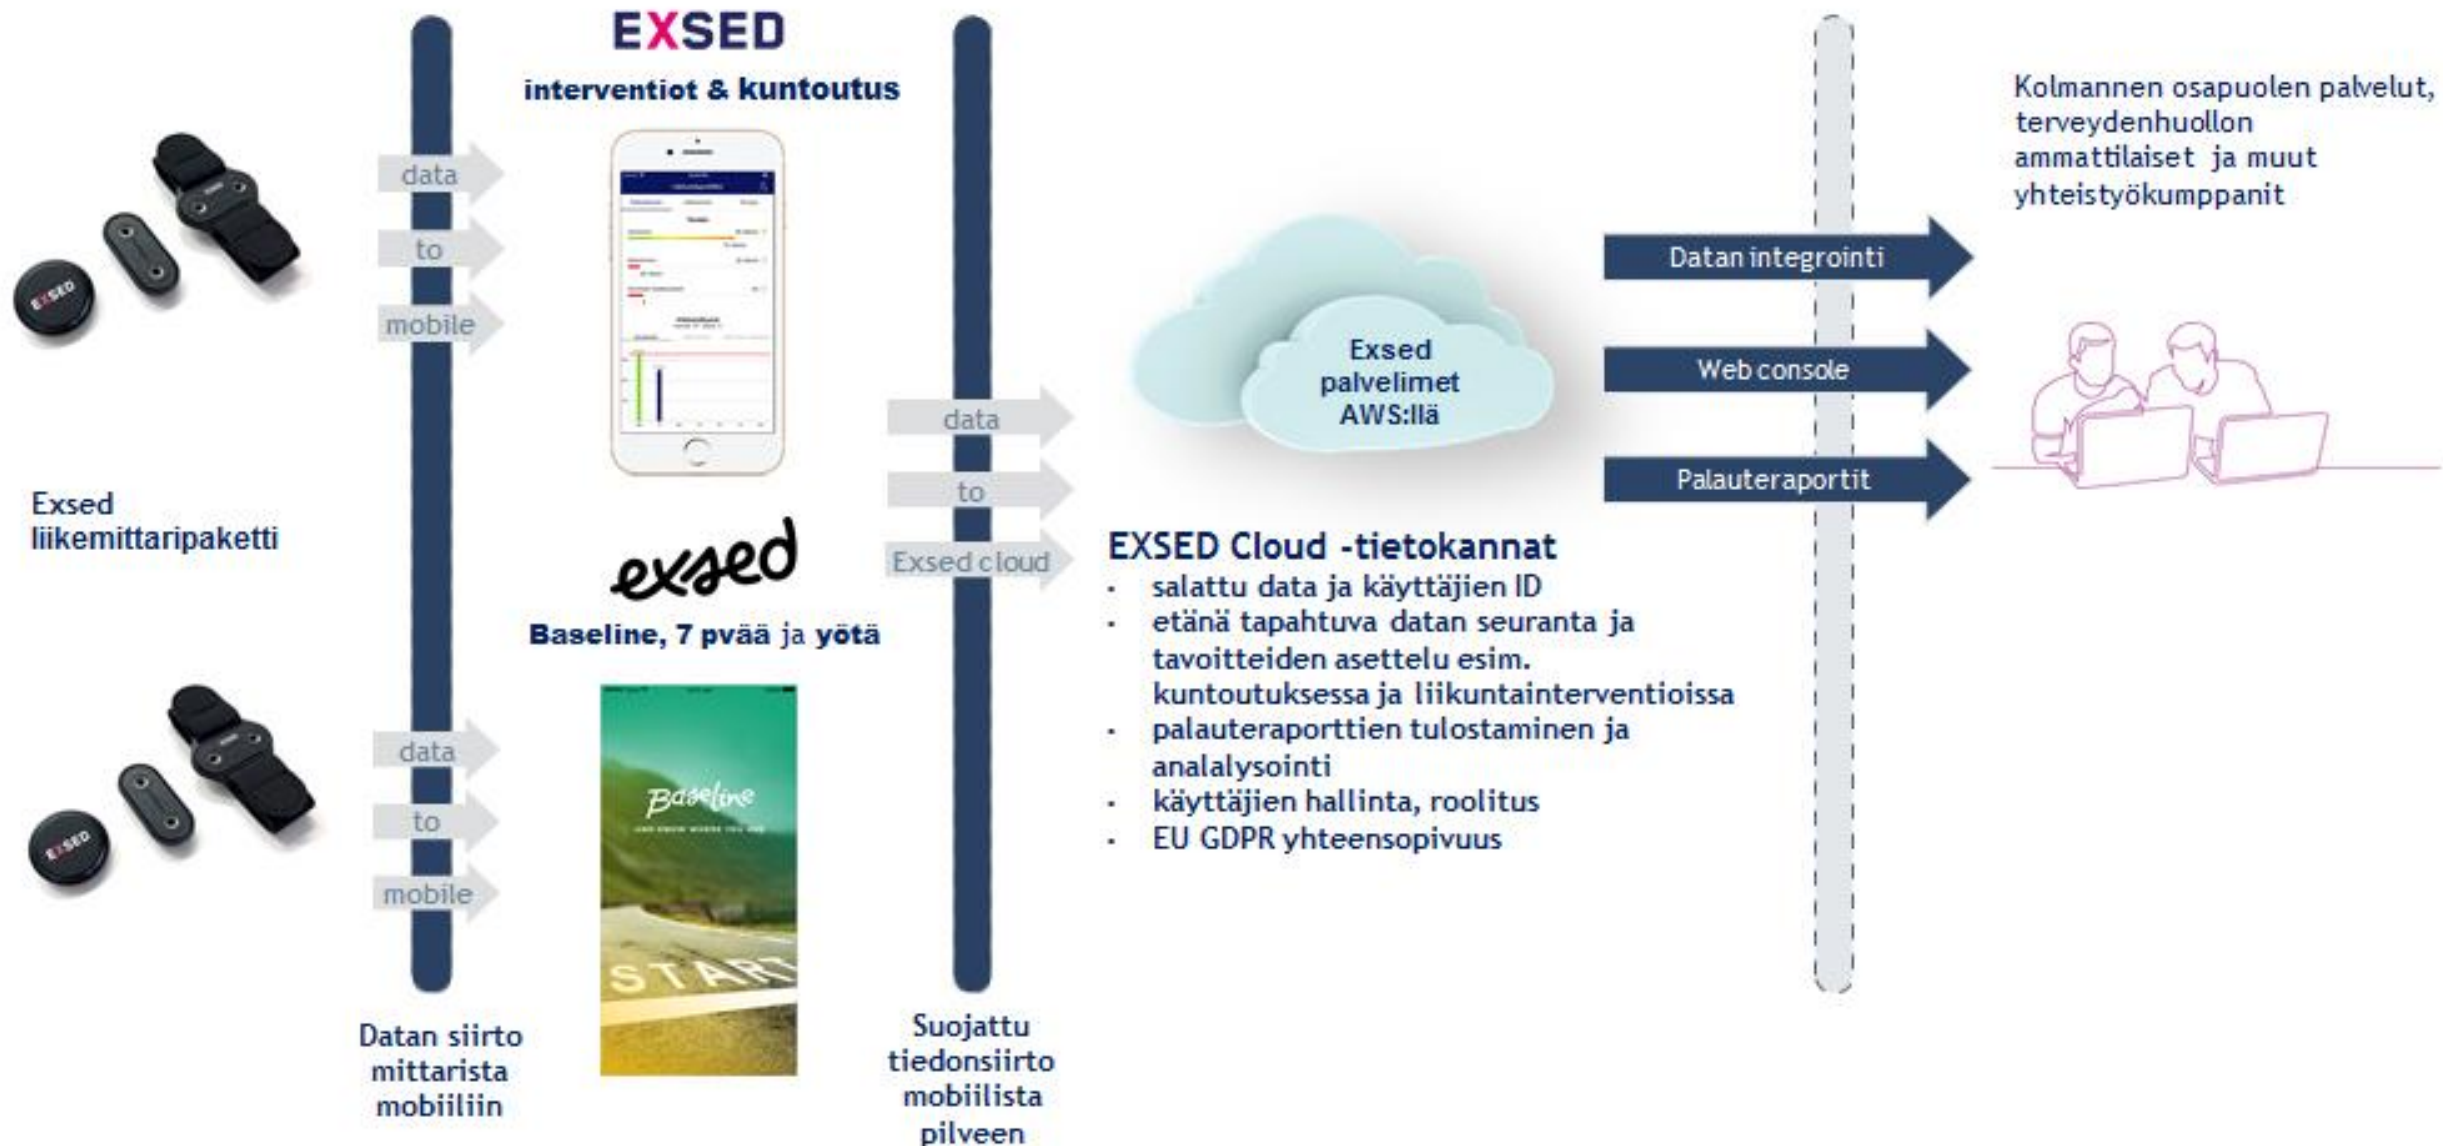 EXSED
interventiot & kuntoutus
data
to
mobile
EXSED
Exsed
liikemittaripaketti
exsed
Baseline, 7 pvää ja yötä
data
to
mobile
EXSED
Baseline
START
Datan siirto
mittarista
mobiiliin
data
to
Exsed cloud
Suojattu
tiedonsiirto
mobiilista
pilveen
Exsed
palvelimet
AWS:llä
EXSED Cloud -tietokannat
· salattu data ja käyttäjien ID
· etänä tapahtuva datan seuranta ja
tavoitteiden asettelu esim.
kuntoutuksessa ja liikuntainterventioissa
· palauteraporttien tulostaminen ja
analalysointi
· käyttäjien hallinta, roolitus
· EU GDPR yhteensopivuus
Datan integrointi
Web console
Palauteraportit
Kolmannen osapuolen palvelut,
terveydenhuollon
ammattilaiset ja muut
yhteistyökumppanit